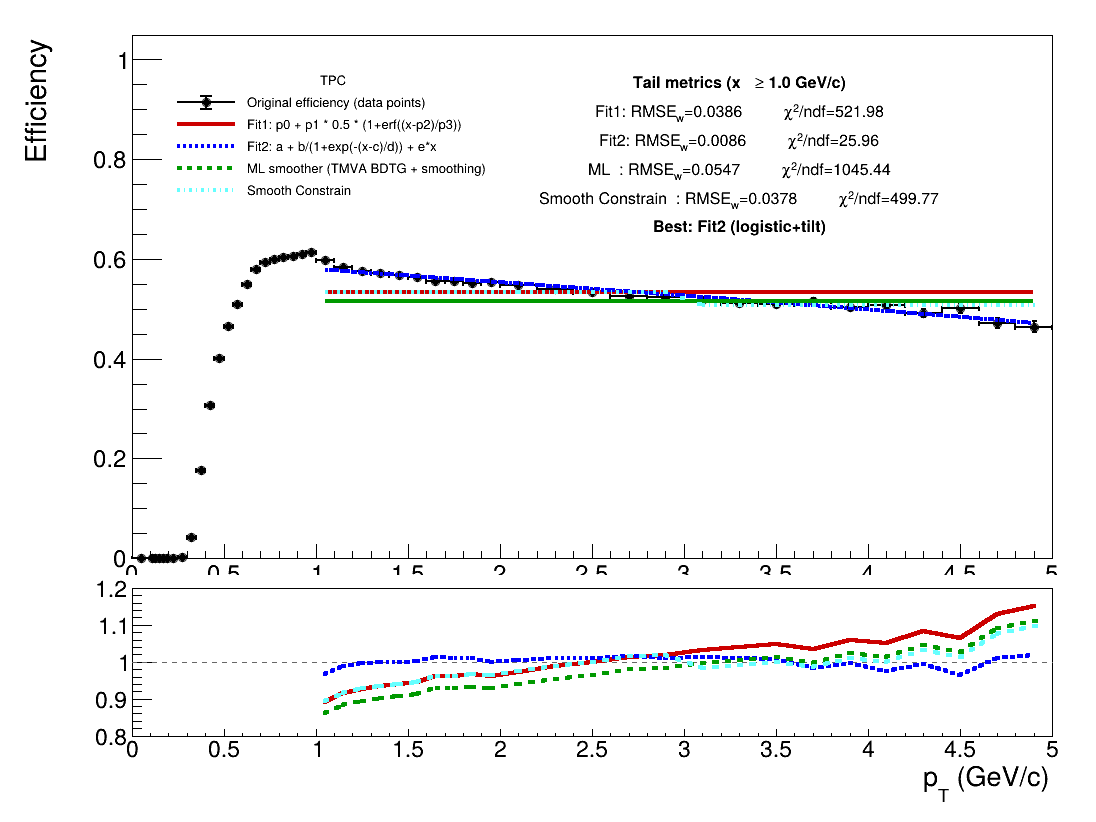 Efficiency
1
0.8
0.6
0.4
0.2
0
TPC
Original efficiency (data points)
Fit1: p0 + p1 * 0.5 * (1+erf((x-p2)/p3))
Fit2: a + b/(1+exp(-(x-c)/d)) + e*x
ML smoother (TMVA BDTG + smoothing)
Smooth Constrain
Tail metrics (x ≥ 1.0 GeV/c)
Fit1: RMSE_w=0.0386 χ²/ndf=521.98
Fit2: RMSE_w=0.0086 χ²/ndf=25.96
ML : RMSE_w=0.0547 χ²/ndf=1045.44
Smooth Constrain : RMSE_w=0.0378 χ²/ndf=499.77
Best: Fit2 (logistic+tilt)
0 0.5 1 1.5 2 2.5 3 3.5 4 4.5 5
1.2
1.1
1
0.9
0.8
0 0.5 1 1.5 2 2.5 3 3.5 4 4.5 5
p_T (GeV/c)